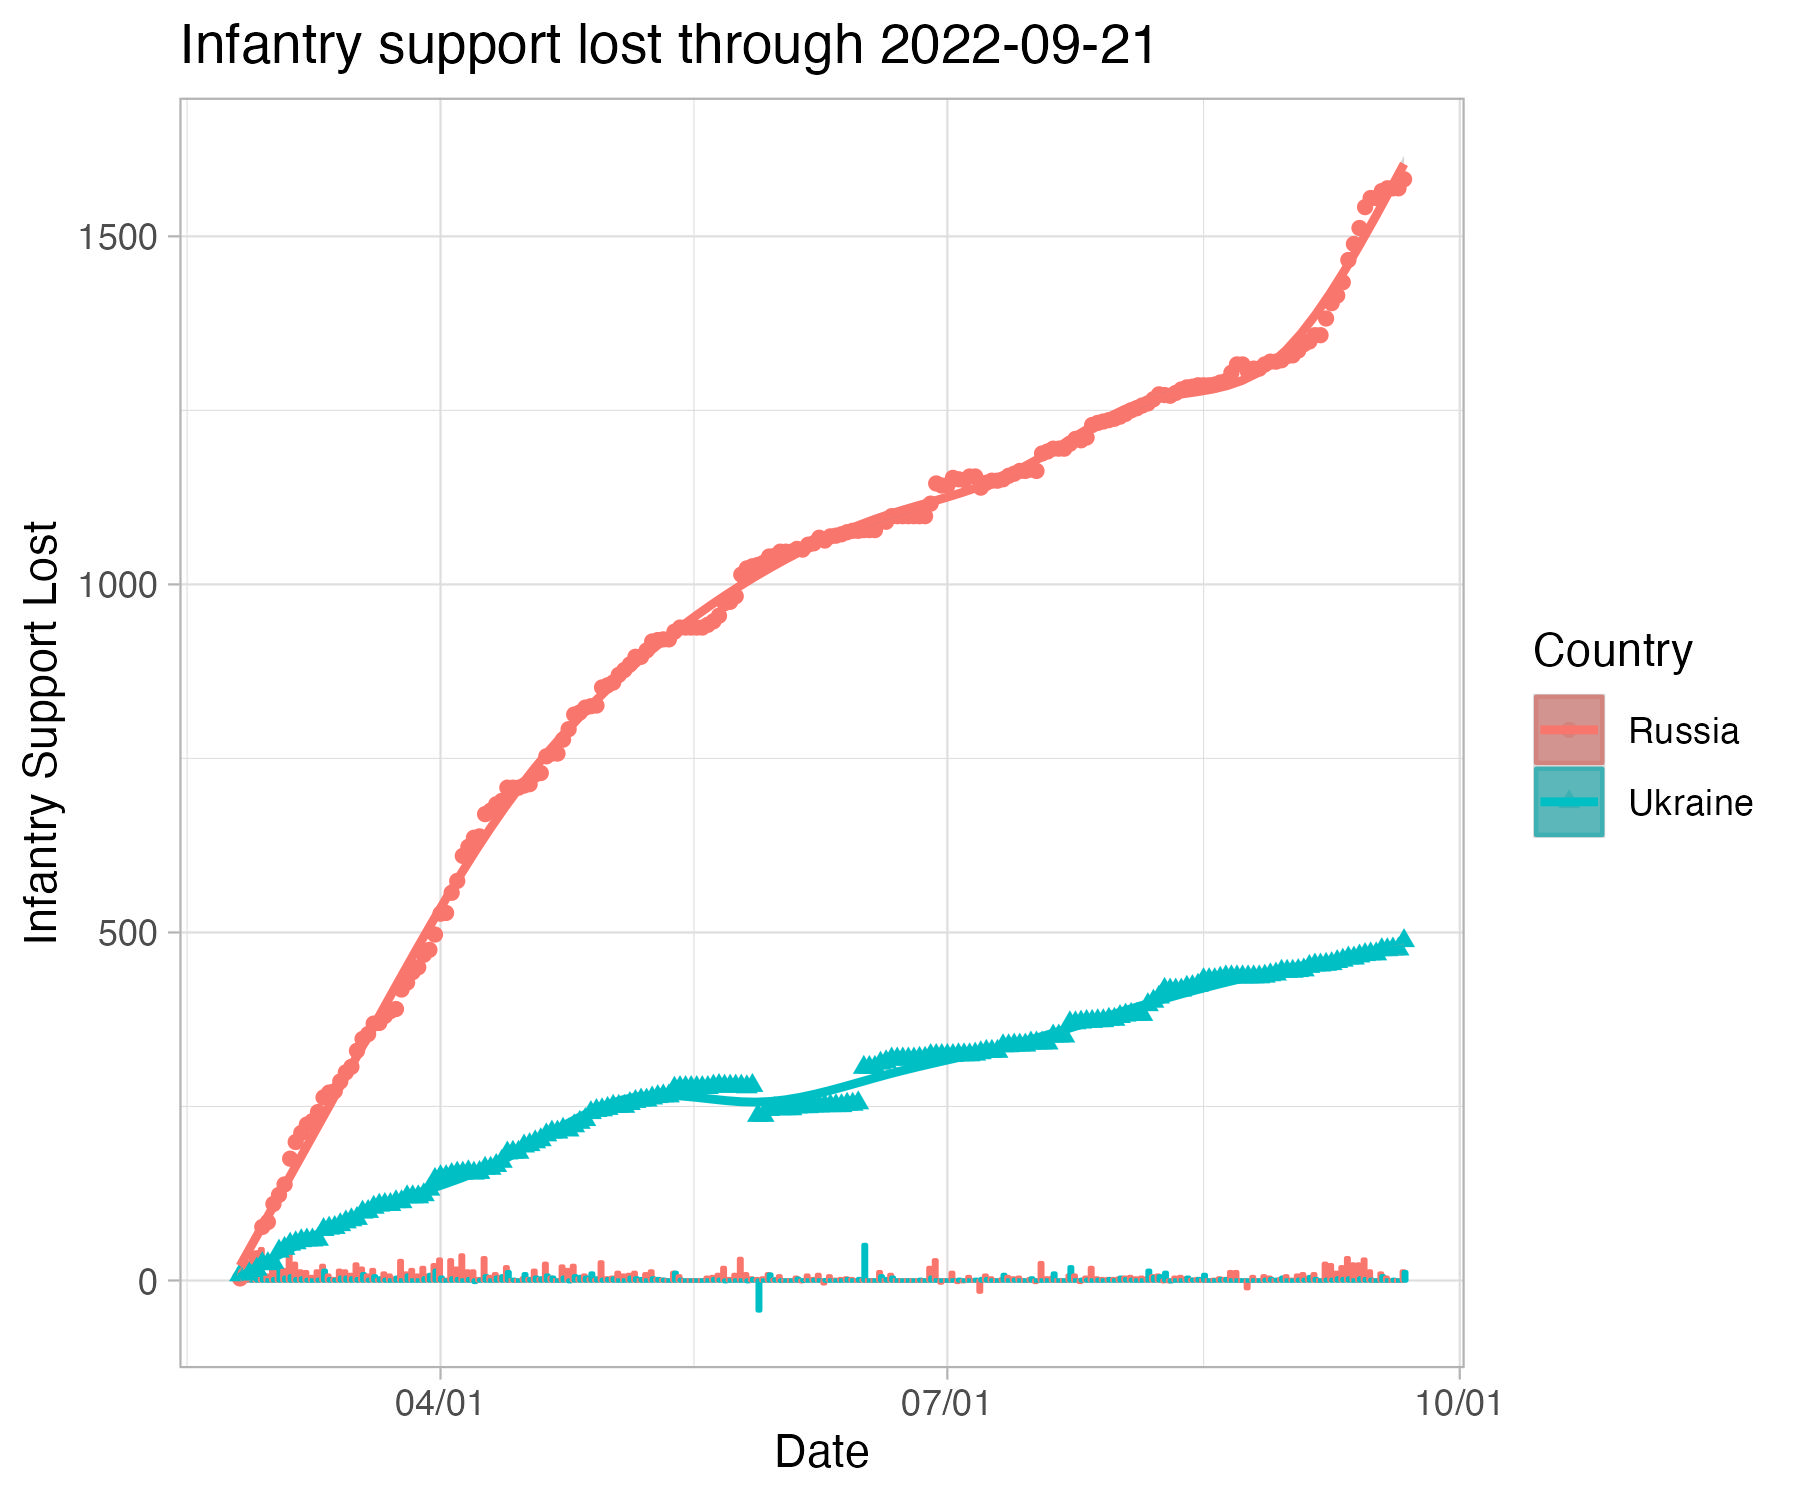 Infantry support lost through 2022-09-21
Infantry Support Lost
1500
1000
500
0
04/01
07/01
10/01
Date
Country
Russia
Ukraine